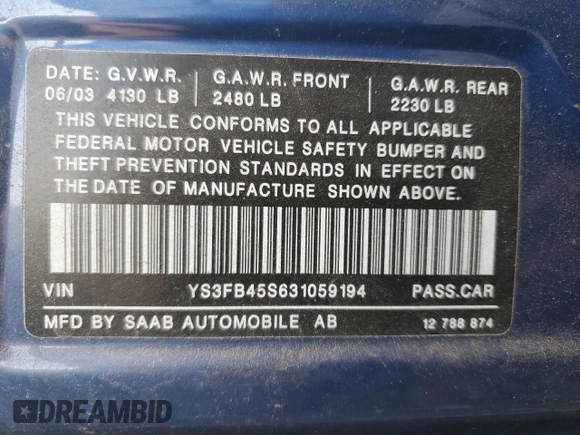 DATE: G.V.W.R. G.A.W.R. FRONT G.A.W.R. REAR
06/03 4130 LB 2480 LB 2230 LB
THIS VEHICLE CONFORMS TO ALL APPLICABLE
FEDERAL MOTOR VEHICLE SAFETY BUMPER AND
THEFT PREVENTION STANDARDS IN EFFECT ON
THE DATE OF MANUFACTURE SHOWN ABOVE.
VIN YS3FB45S631059194 PASS.CAR
MFD BY SAAB AUTOMOBILE AB 12 788 874
DREAMBID